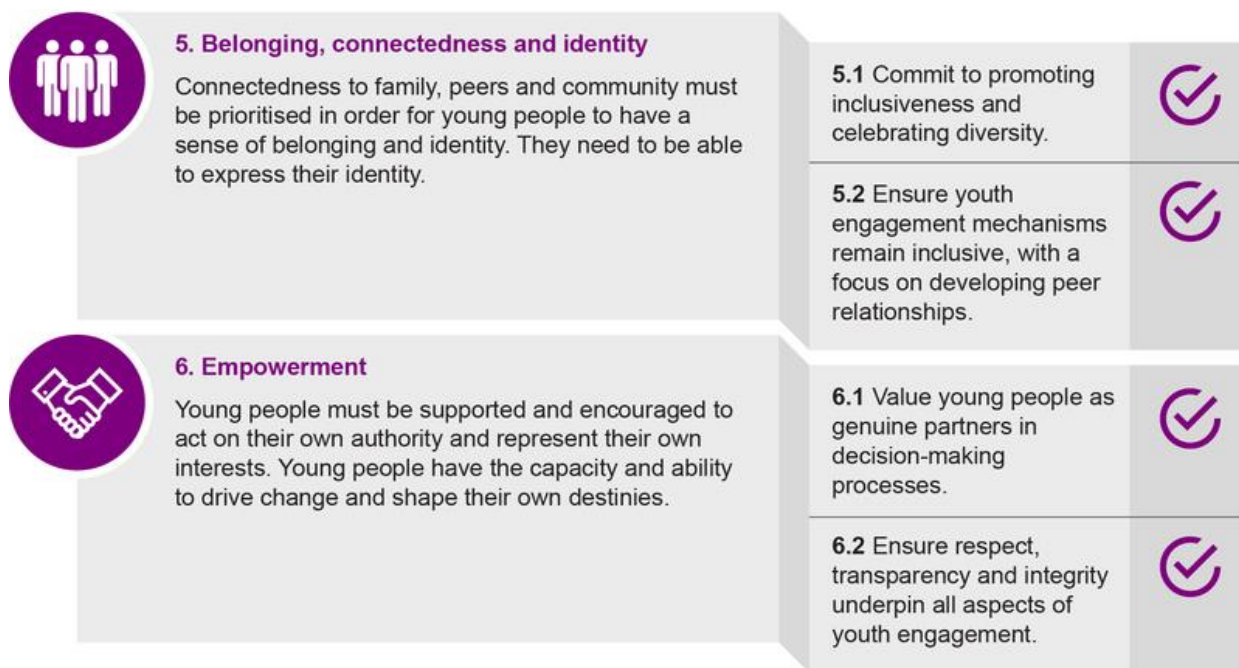 5. Belonging, connectedness and identity
Connectedness to family, peers and community must
be prioritised in order for young people to have a
sense of belonging and identity. They need to be able
to express their identity.
5.1 Commit to promoting
inclusiveness and
celebrating diversity.
5.2 Ensure youth
engagement mechanisms
remain inclusive, with a
focus on developing peer
relationships.
6. Empowerment
Young people must be supported and encouraged to
act on their own authority and represent their own
interests. Young people have the capacity and ability
to drive change and shape their own destinies.
6.1 Value young people as
genuine partners in
decision-making
processes.
6.2 Ensure respect,
transparency and integrity
underpin all aspects of
youth engagement.